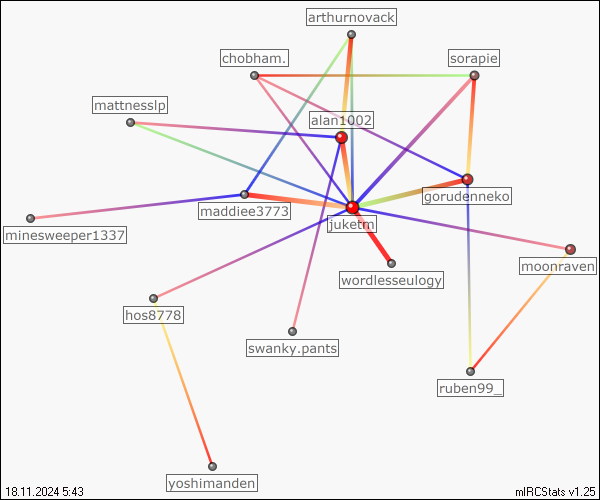 arthurnovack
chobham.
sorapie
mattnesslp
alan1002
maddiee3773
gorudenneko
juketm
minesweeper1337
moonraven
wordlesseulogy
hos8778
swanky.pants
ruben99_
yoshimanden
18.11.2024 5:43
mIRCStats v1.25